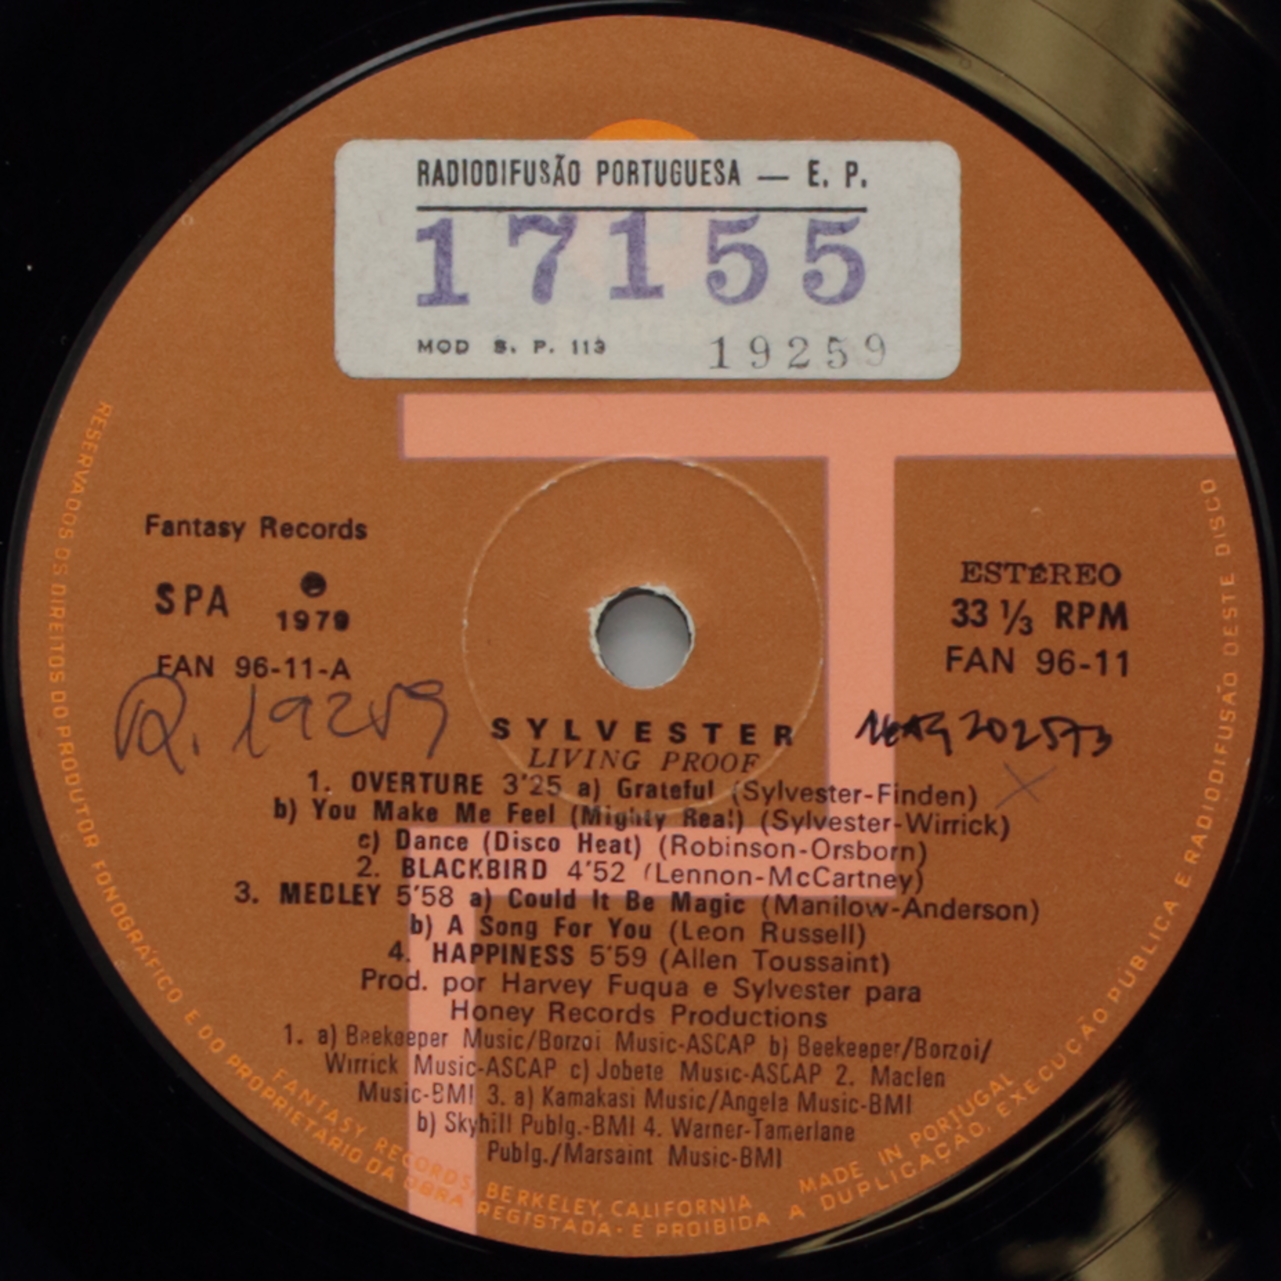 RADIODIFUSÃO PORTUGUESA — E. P.
17155
MOD S. P. 113
19259
Fantasy Records
SPA
℗ 1979
FAN 96-11-A
R. 19259
ESTÉREO
33 ⅓ RPM
FAN 96-11
202573
SYLVESTER
LIVING PROOF
1. OVERTURE 3'25 a) Grateful (Sylvester-Finden)
b) You Make Me Feel (Mighty Real) (Sylvester-Wirrick)
c) Dance (Disco Heat) (Robinson-Orsborn)
2. BLACKBIRD 4'52 (Lennon-McCartney)
3. MEDLEY 5'58 a) Could It Be Magic (Manilow-Anderson)
b) A Song For You (Leon Russell)
4. HAPPINESS 5'59 (Allen Toussaint)
Prod. por Harvey Fuqua e Sylvester para
Honey Records Productions
1. a) Beekeeper Music/Borzoi Music-ASCAP b) Beekeeper/Borzoi/
Wirrick Music-ASCAP c) Jobete Music-ASCAP 2. Maclen
Music-BMI 3. a) Kamakasi Music/Angela Music-BMI
b) Skyhill Publg.-BMI 4. Warner-Tamerlane
Publg./Marsaint Music-BMI
FANTASY RECORDS, BERKELEY, CALIFORNIA
MADE IN PORTUGAL
RESERVADOS OS DIREITOS DO PRODUTOR FONOGRÁFICO E DO PROPRIETÁRIO DA OBRA REGISTADA · É PROIBIDA A DUPLICAÇÃO, EXECUÇÃO PÚBLICA E RADIODIFUSÃO DESTE DISCO